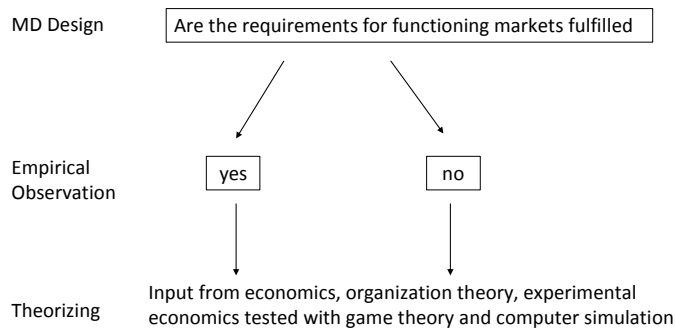 MD Design
Are the requirements for functioning markets fulfilled
Empirical
Observation
yes
no
Theorizing
Input from economics, organization theory, experimental
economics tested with game theory and computer simulation